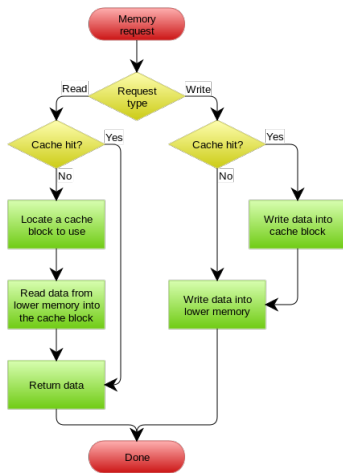 Memory
request
Read
Request
type
Write
Cache hit?
Yes
Cache hit?
Yes
No
No
Locate a cache
block to use
Write data into
cache block
Read data from
lower memory into
the cache block
Write data into
lower memory
Return data
Done